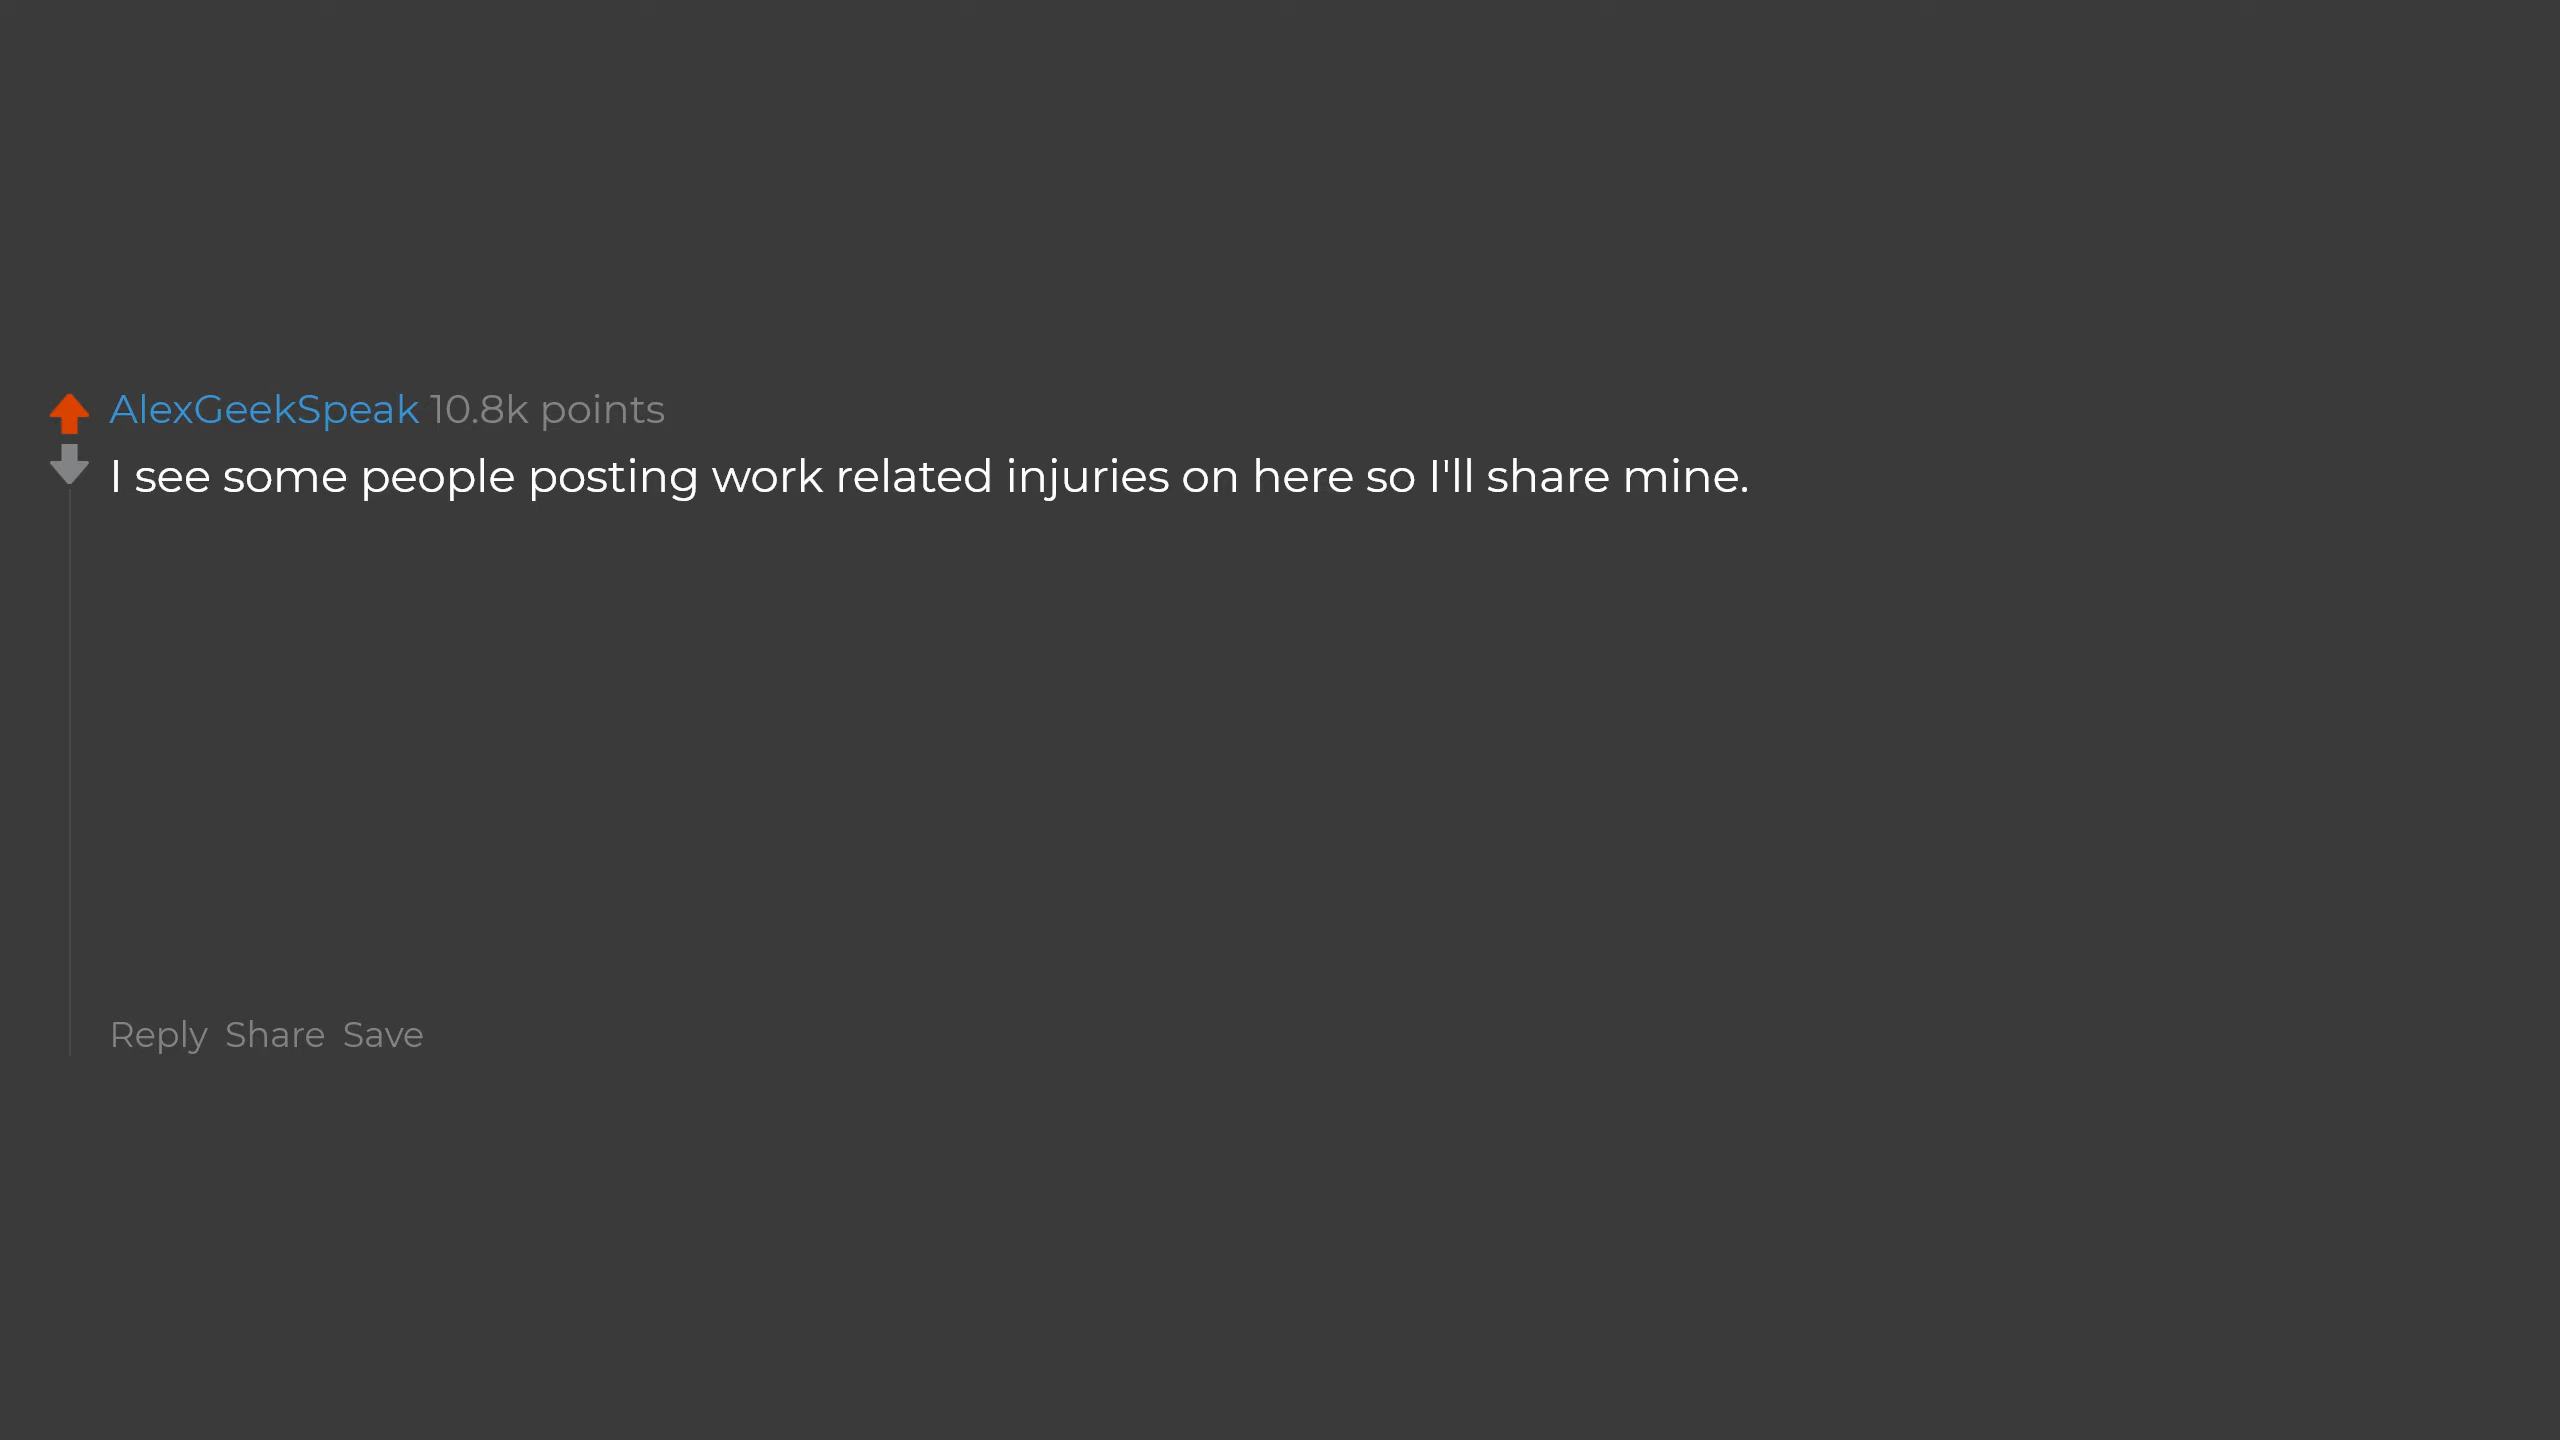 AlexGeekSpeak 10.8k points
I see some people posting work related injuries on here so I'll share mine.
Reply Share Save